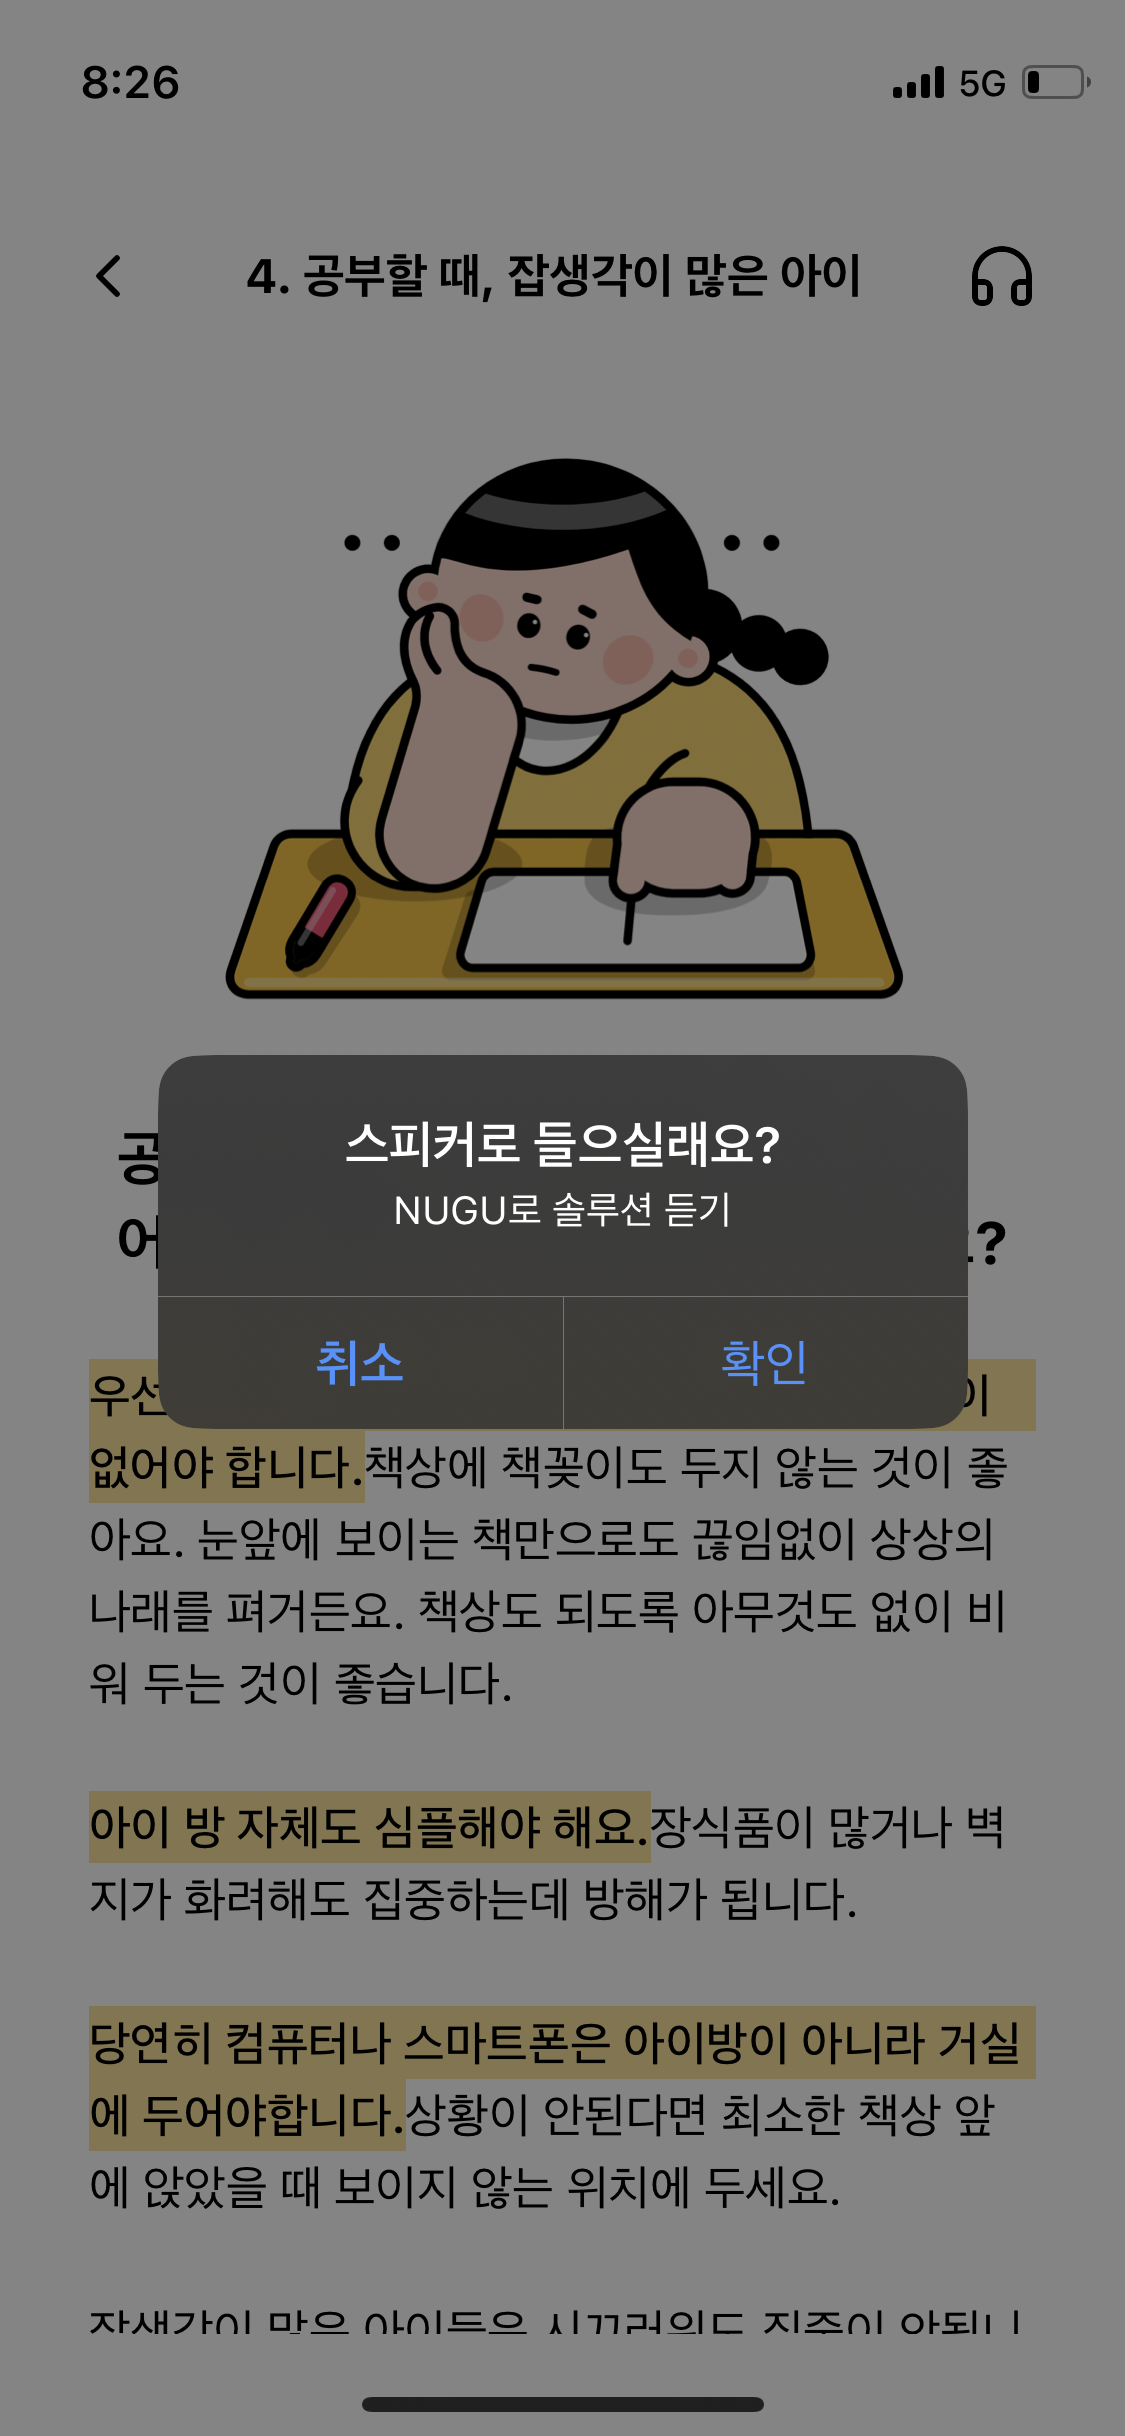 8:26
5G
4. 공부할 때, 잡생각이 많은 아이
스피커로 들으실래요?
NUGU로 솔루션 듣기
취소
확인
없어야 합니다.책상에 책꽂이도 두지 않는 것이 좋
아요. 눈앞에 보이는 책만으로도 끊임없이 상상의
나래를 펴거든요. 책상도 되도록 아무것도 없이 비
워 두는 것이 좋습니다.
아이 방 자체도 심플해야 해요.장식품이 많거나 벽
지가 화려해도 집중하는데 방해가 됩니다.
당연히 컴퓨터나 스마트폰은 아이방이 아니라 거실
에 두어야합니다.상황이 안된다면 최소한 책상 앞
에 앉았을 때 보이지 않는 위치에 두세요.